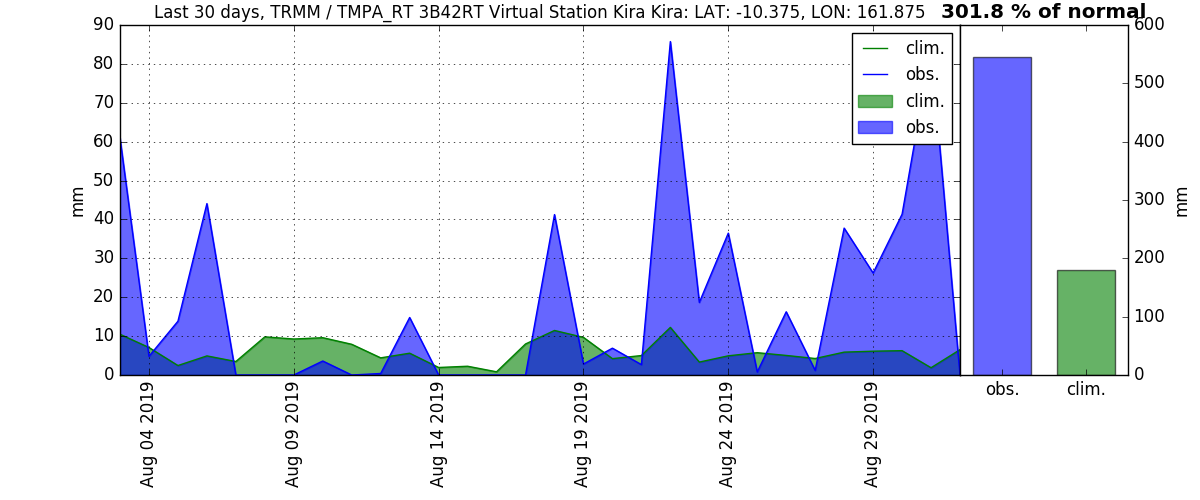 Last 30 days, TRMM / TMPA_RT 3B42RT Virtual Station Kira Kira: LAT: -10.375, LON: 161.875 301.8 % of normal
90
80
70
60
50
40
30
20
10
0
mm
clim.
obs.
clim.
obs.
600
500
400
300
200
100
0
mm
Aug 04 2019
Aug 09 2019
Aug 14 2019
Aug 19 2019
Aug 24 2019
Aug 29 2019
obs.
clim.